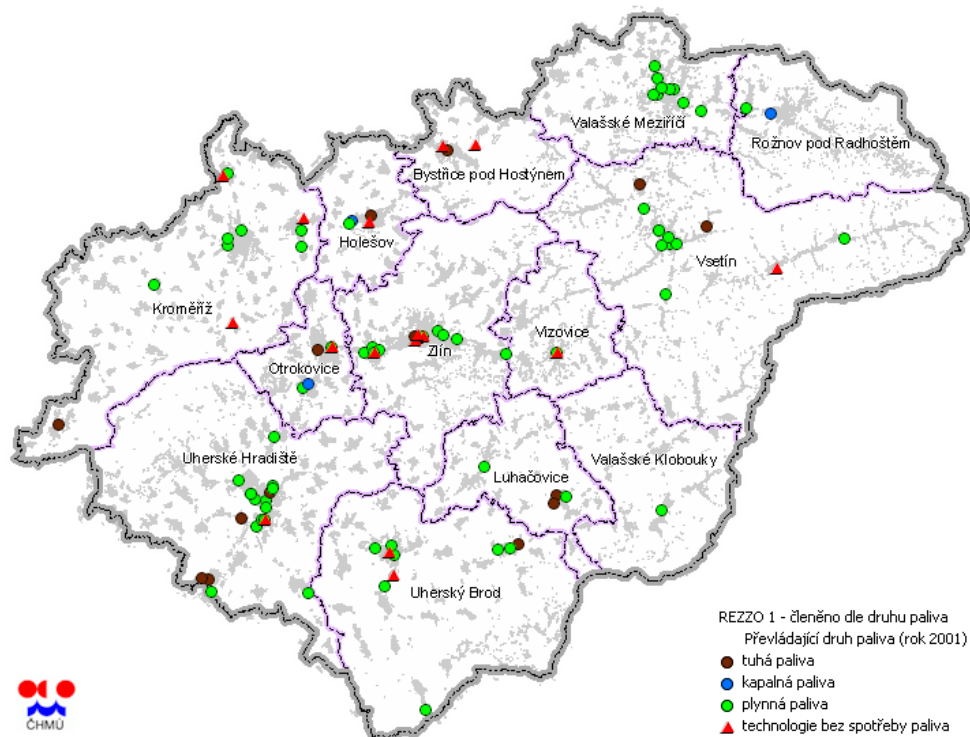 Valašské Meziříčí
Rožnov pod Radhoštěm
Bystřice pod Hostýnem
Holešov
Vsetín
Kroměříž
Vizovice
Zlín
Otrokovice
Uherské Hradiště
Valašské Klobouky
Luhačovice
Uherský Brod
REZZO 1 - členěno dle druhu paliva
Převládající druh paliva (rok 2001)
tuhá paliva
kapalná paliva
plynná paliva
technologie bez spotřeby paliva
ČHMÚ